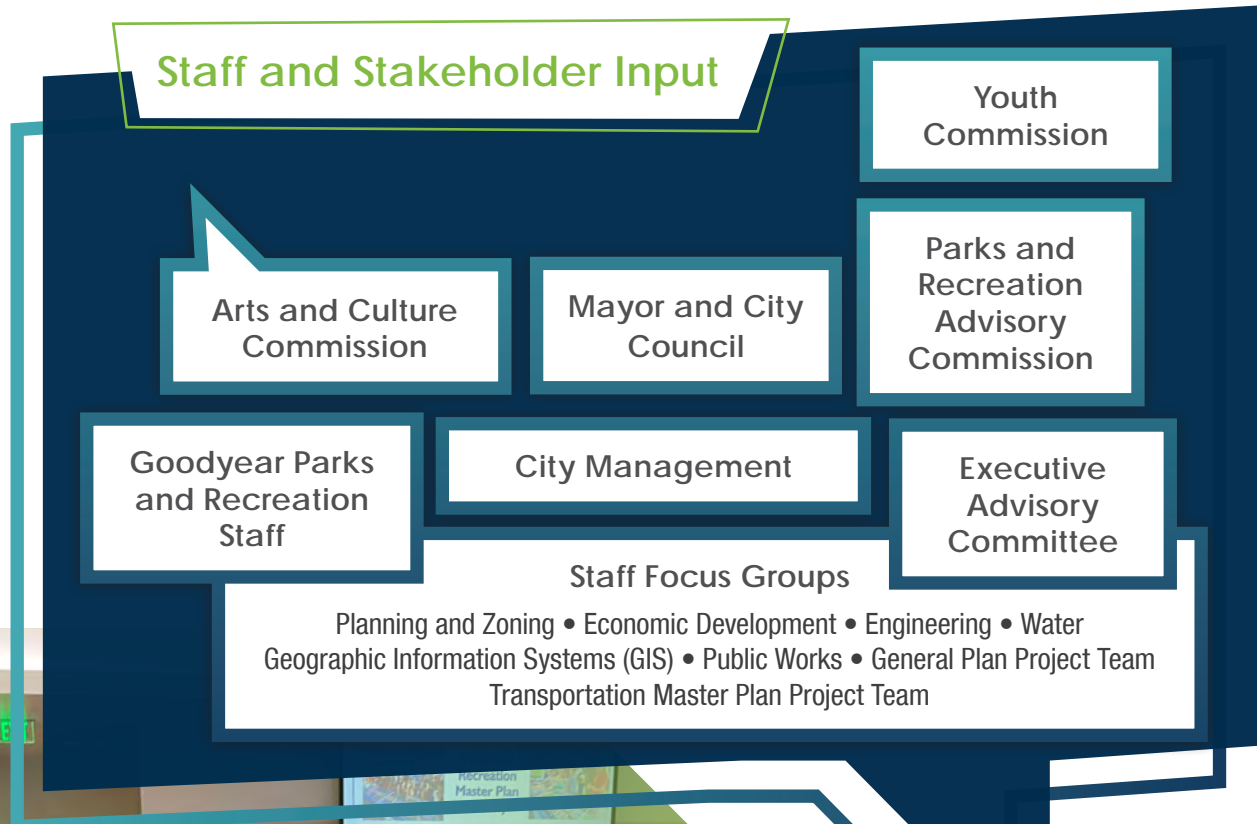 Staff and Stakeholder Input
Youth
Commission
Parks and
Recreation
Advisory
Commission
Arts and Culture
Commission
Mayor and City
Council
Goodyear Parks
and Recreation
Staff
City Management
Executive
Advisory
Committee
Staff Focus Groups
Planning and Zoning • Economic Development • Engineering • Water
Geographic Information Systems (GIS) • Public Works • General Plan Project Team
Transportation Master Plan Project Team
EXIT
Recreation
Master Plan